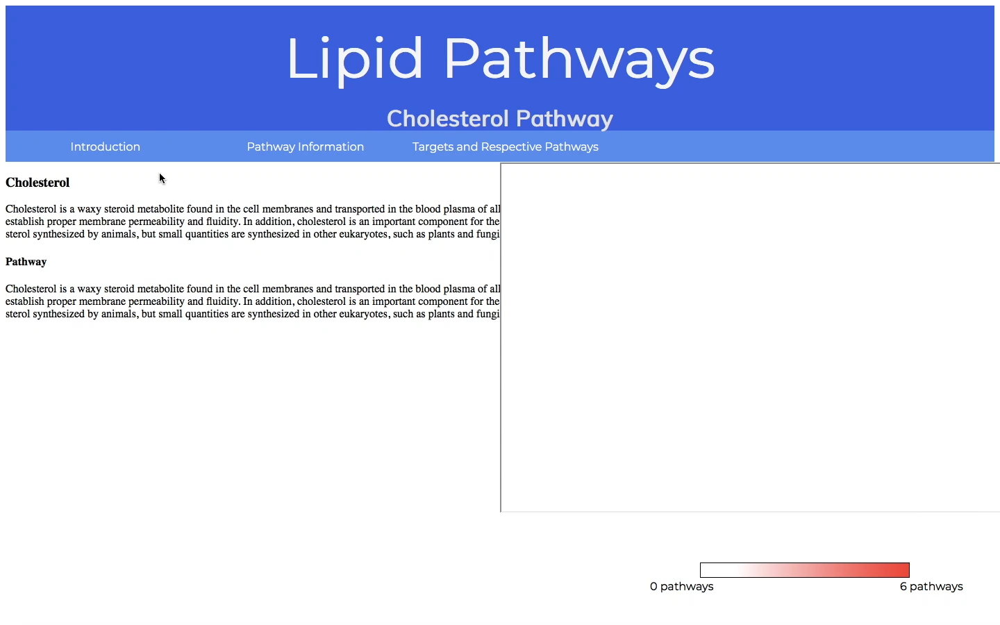 Lipid Pathways
Cholesterol Pathway
Introduction
Pathway Information
Targets and Respective Pathways
Cholesterol
Cholesterol is a waxy steroid metabolite found in the cell membranes and transported in the blood plasma of all
establish proper membrane permeability and fluidity. In addition, cholesterol is an important component for the
sterol synthesized by animals, but small quantities are synthesized in other eukaryotes, such as plants and fungi
Pathway
Cholesterol is a waxy steroid metabolite found in the cell membranes and transported in the blood plasma of all
establish proper membrane permeability and fluidity. In addition, cholesterol is an important component for the
sterol synthesized by animals, but small quantities are synthesized in other eukaryotes, such as plants and fungi
0 pathways
6 pathways